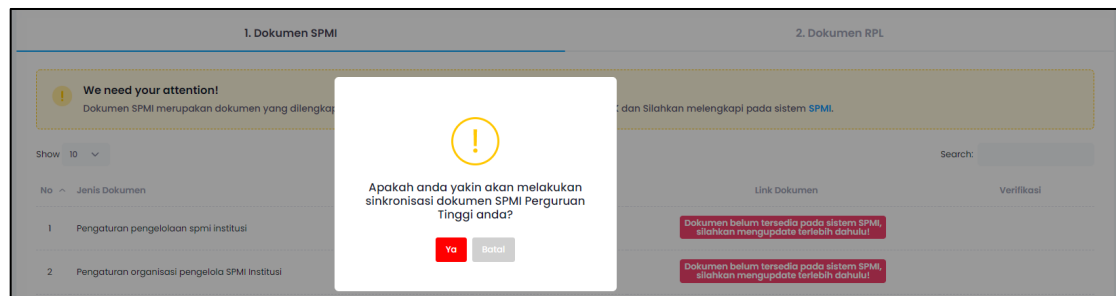 1. Dokumen SPMI
2. Dokumen RPL
We need your attention!
Dokumen SPMI merupakan dokumen yang dilengkap
dan Silahkan melengkapi pada sistem SPMI.
Show 10
Search:
No Jenis Dokumen
Link Dokumen
Verifikasi
Apakah anda yakin akan melakukan
sinkronisasi dokumen SPMI Perguruan
Tinggi anda?
Ya
Batal
1 Pengaturan pengelolaan spmi institusi
Dokumen belum tersedia pada sistem SPMI,
silahkan mengupdate terlebih dahulu!
2 Pengaturan organisasi pengelola SPMI Institusi
Dokumen belum tersedia pada sistem SPMI,
silahkan mengupdate terlebih dahulu!